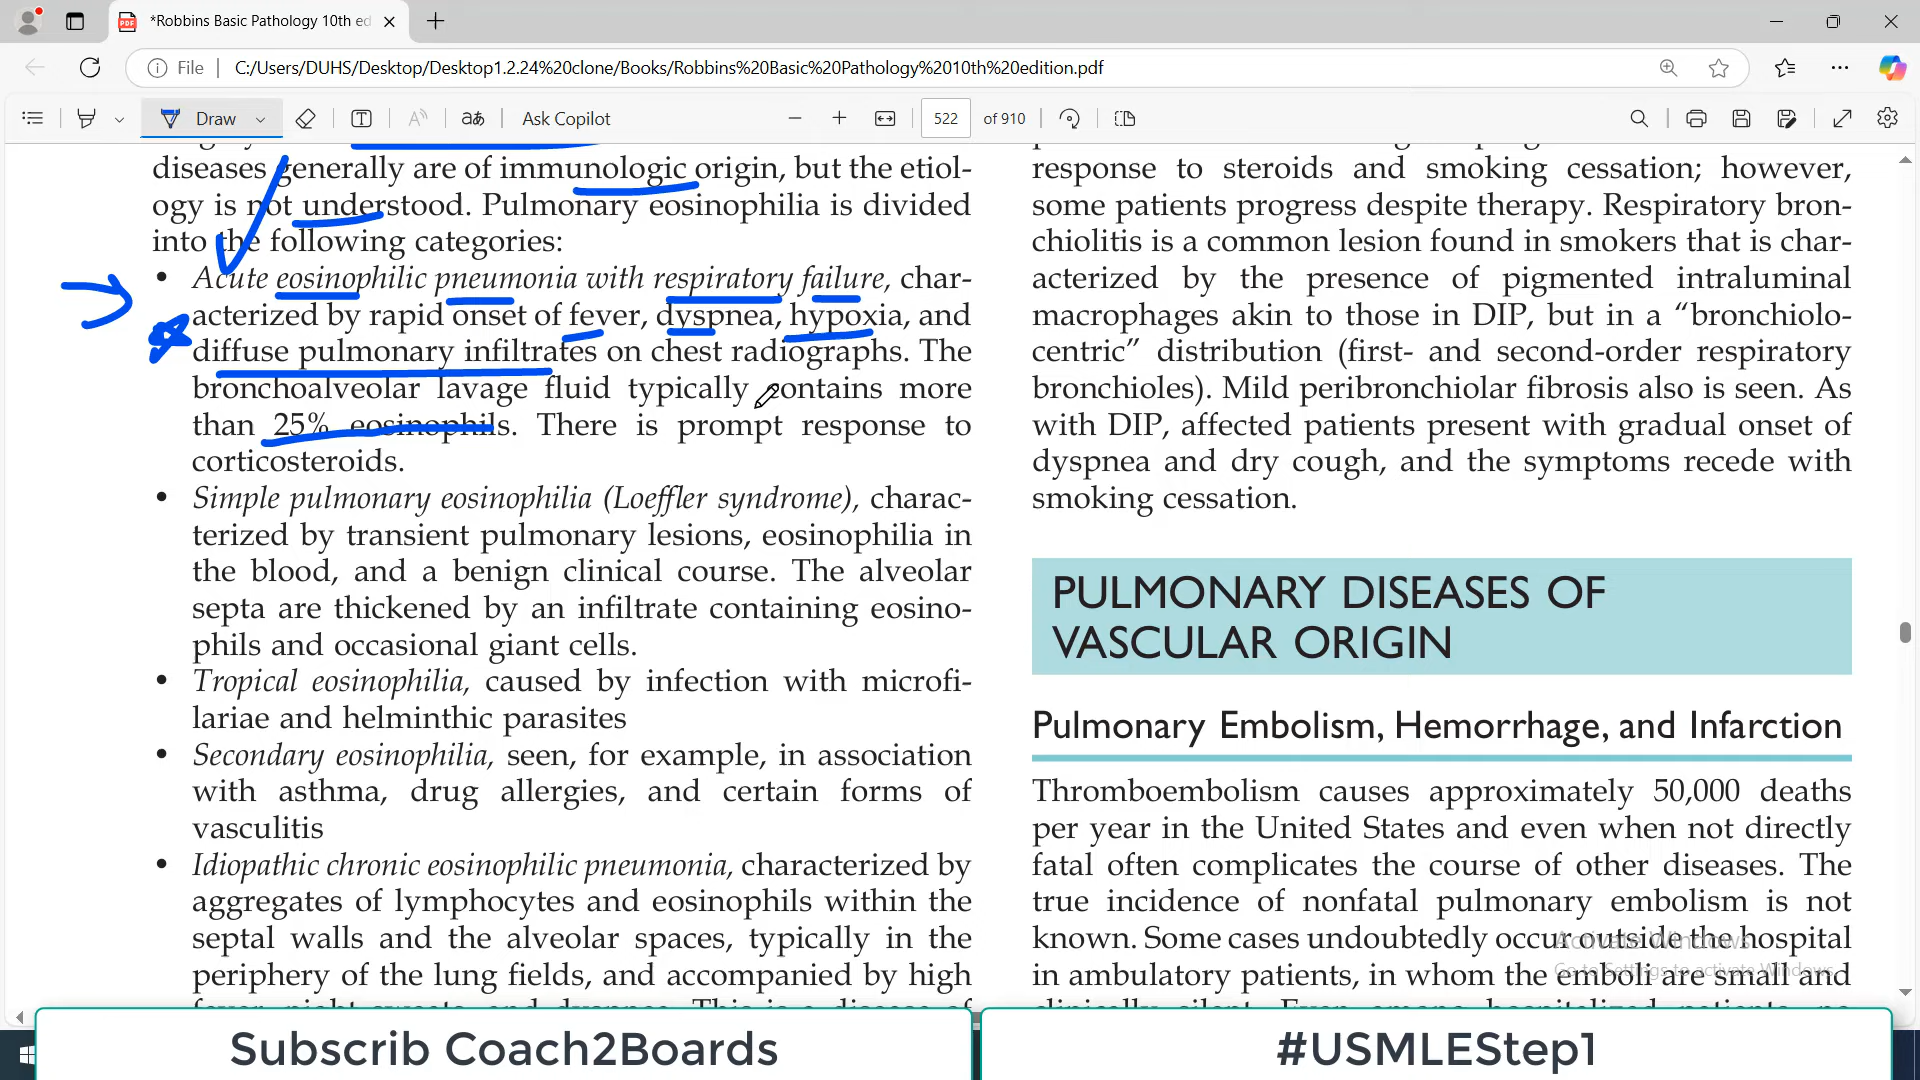 *Robbins Basic Pathology 10th ed
File
C:/Users/DUHS/Desktop/Desktop1.2.24%20clone/Books/Robbins%20Basic%20Pathology%2010th%20edition.pdf
Draw
Ask Copilot
522 of 910
diseases generally are of immunologic origin, but the etiol-
ogy is not understood. Pulmonary eosinophilia is divided
into the following categories:
• Acute eosinophilic pneumonia with respiratory failure, char-
acterized by rapid onset of fever, dyspnea, hypoxia, and
diffuse pulmonary infiltrates on chest radiographs. The
bronchoalveolar lavage fluid typically contains more
than 25% eosinophils. There is prompt response to
corticosteroids.
• Simple pulmonary eosinophilia (Loeffler syndrome), charac-
terized by transient pulmonary lesions, eosinophilia in
the blood, and a benign clinical course. The alveolar
septa are thickened by an infiltrate containing eosino-
phils and occasional giant cells.
• Tropical eosinophilia, caused by infection with microfi-
lariae and helminthic parasites
• Secondary eosinophilia, seen, for example, in association
with asthma, drug allergies, and certain forms of
vasculitis
• Idiopathic chronic eosinophilic pneumonia, characterized by
aggregates of lymphocytes and eosinophils within the
septal walls and the alveolar spaces, typically in the
periphery of the lung fields, and accompanied by high
response to steroids and smoking cessation; however,
some patients progress despite therapy. Respiratory bron-
chiolitis is a common lesion found in smokers that is char-
acterized by the presence of pigmented intraluminal
macrophages akin to those in DIP, but in a “bronchiolo-
centric” distribution (first- and second-order respiratory
bronchioles). Mild peribronchiolar fibrosis also is seen. As
with DIP, affected patients present with gradual onset of
dyspnea and dry cough, and the symptoms recede with
smoking cessation.
PULMONARY DISEASES OF
VASCULAR ORIGIN
Pulmonary Embolism, Hemorrhage, and Infarction
Thromboembolism causes approximately 50,000 deaths
per year in the United States and even when not directly
fatal often complicates the course of other diseases. The
true incidence of nonfatal pulmonary embolism is not
known. Some cases undoubtedly occur outside the hospital
in ambulatory patients, in whom the emboli are small and
Activate Windows
Go to Settings to activate Windows.
Subscrib Coach2Boards
#USMLEStep1